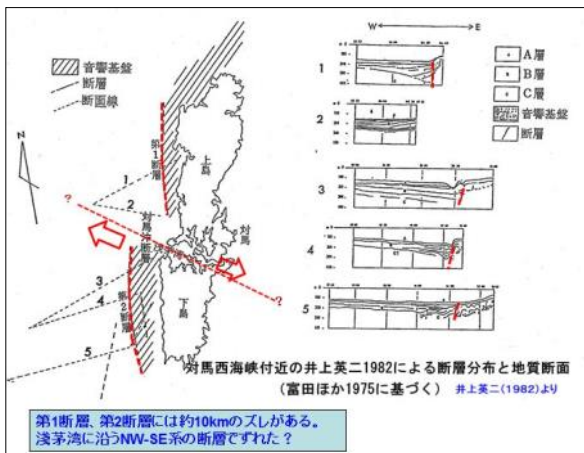 音響基盤
断層
断面線
N
第1断層
上島
1
2
?
対馬沖断層
浅茅湾
対馬
3
4
第2断層
下島
5
?
W ↔ E
1
2
3
4
5
A層
B層
C層
音響基盤
断層
対馬西海峡付近の井上英二1982による断層分布と地質断面
(富田ほか1975に基づく) 井上英二(1982)より
第1断層、第2断層には約10kmのズレがある。
浅茅湾に沿うNW-SE系の断層でずれた?